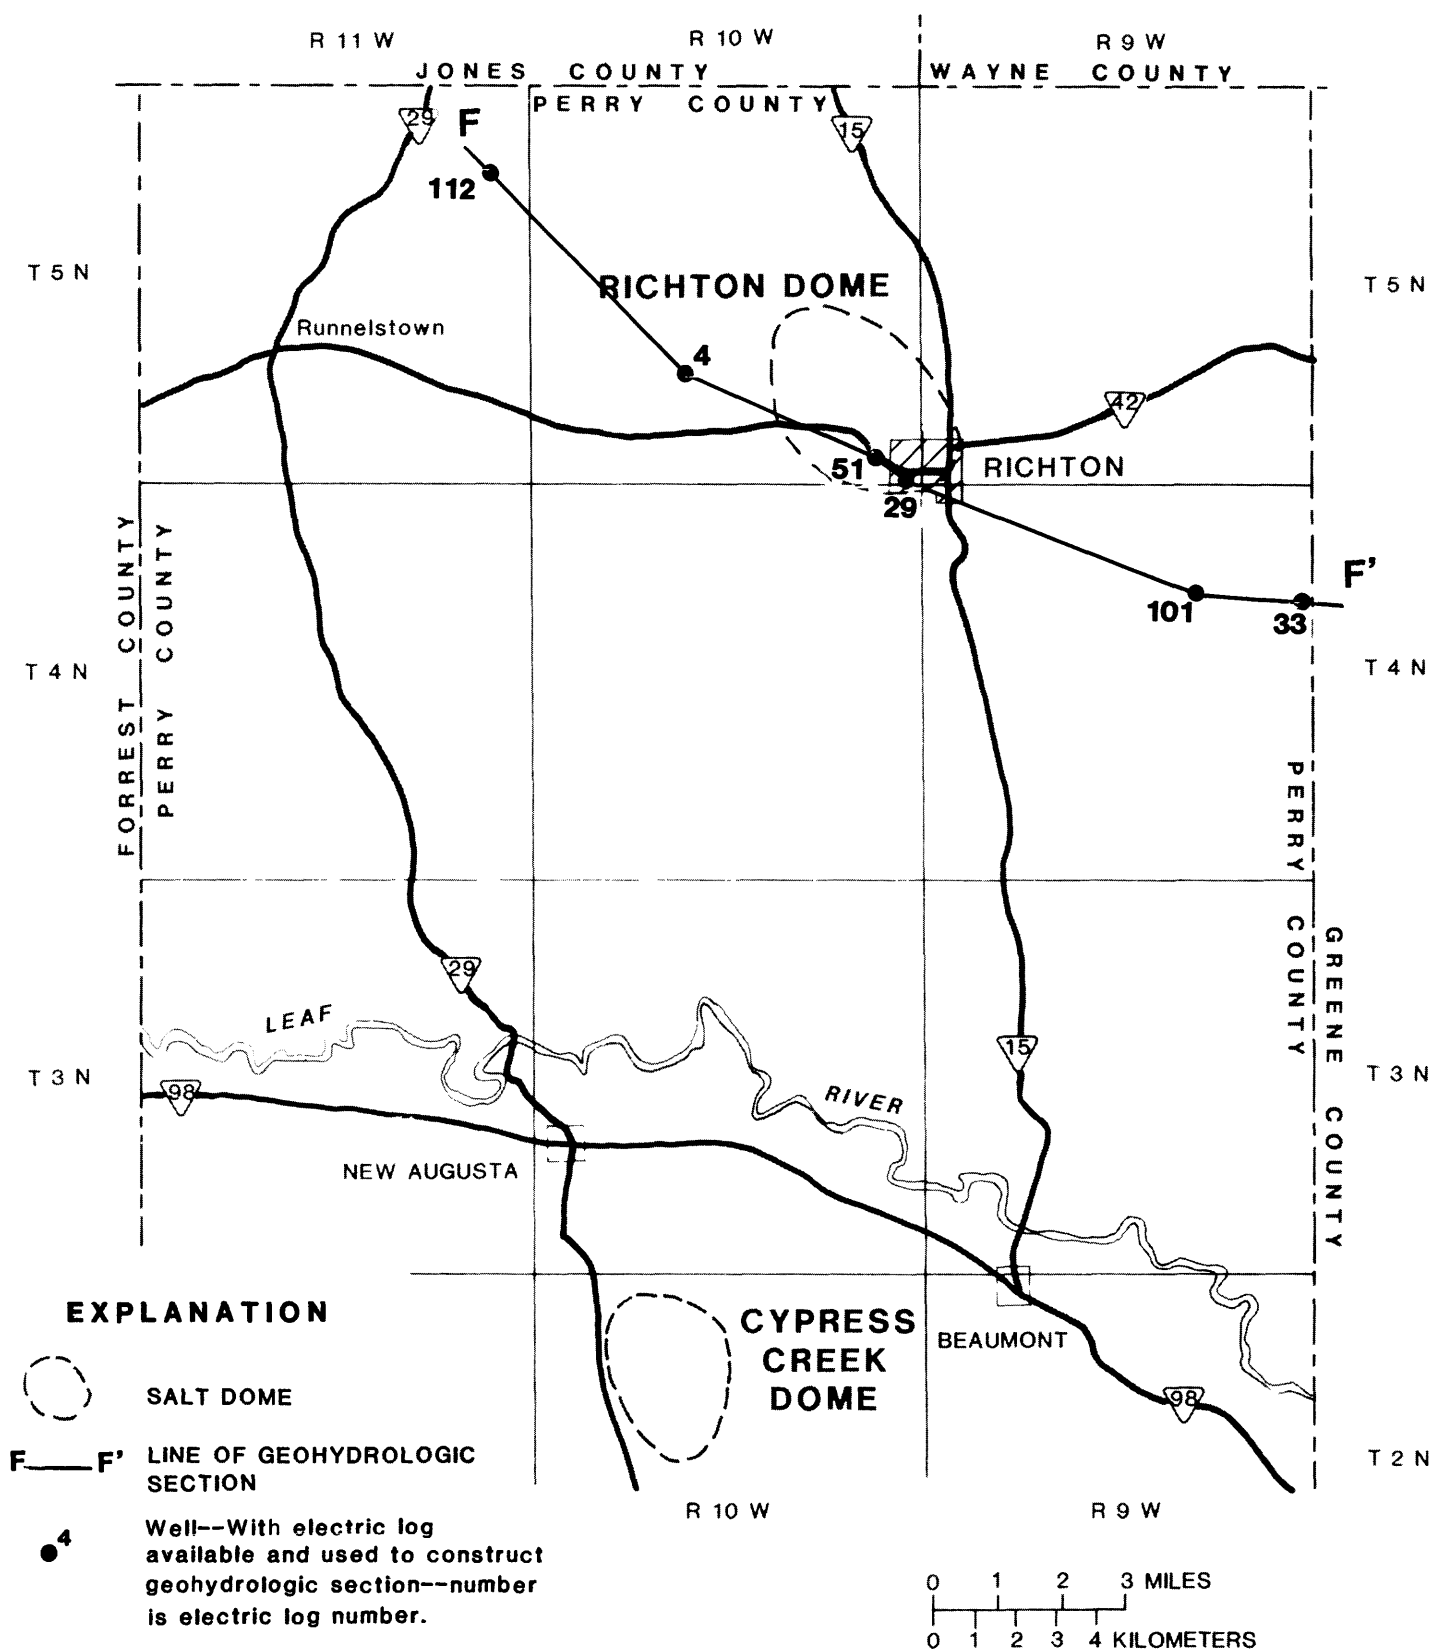 R 11 W
R 10 W
R 9 W
JONES COUNTY
WAYNE COUNTY
PERRY COUNTY
29
F
15
112
T 5 N
RICHTON DOME
T 5 N
Runnelstown
4
42
51
RICHTON
29
F'
101
33
FORREST COUNTY
PERRY COUNTY
T 4 N
T 4 N
PERRY COUNTY
GREENE COUNTY
29
LEAF
15
T 3 N
98
RIVER
T 3 N
NEW AUGUSTA
EXPLANATION
CYPRESS
CREEK
DOME
BEAUMONT
SALT DOME
98
F F'
LINE OF GEOHYDROLOGIC
SECTION
T 2 N
R 10 W
R 9 W
4
Well--With electric log
available and used to construct
geohydrologic section--number
is electric log number.
0 1 2 3 MILES
0 1 2 3 4 KILOMETERS